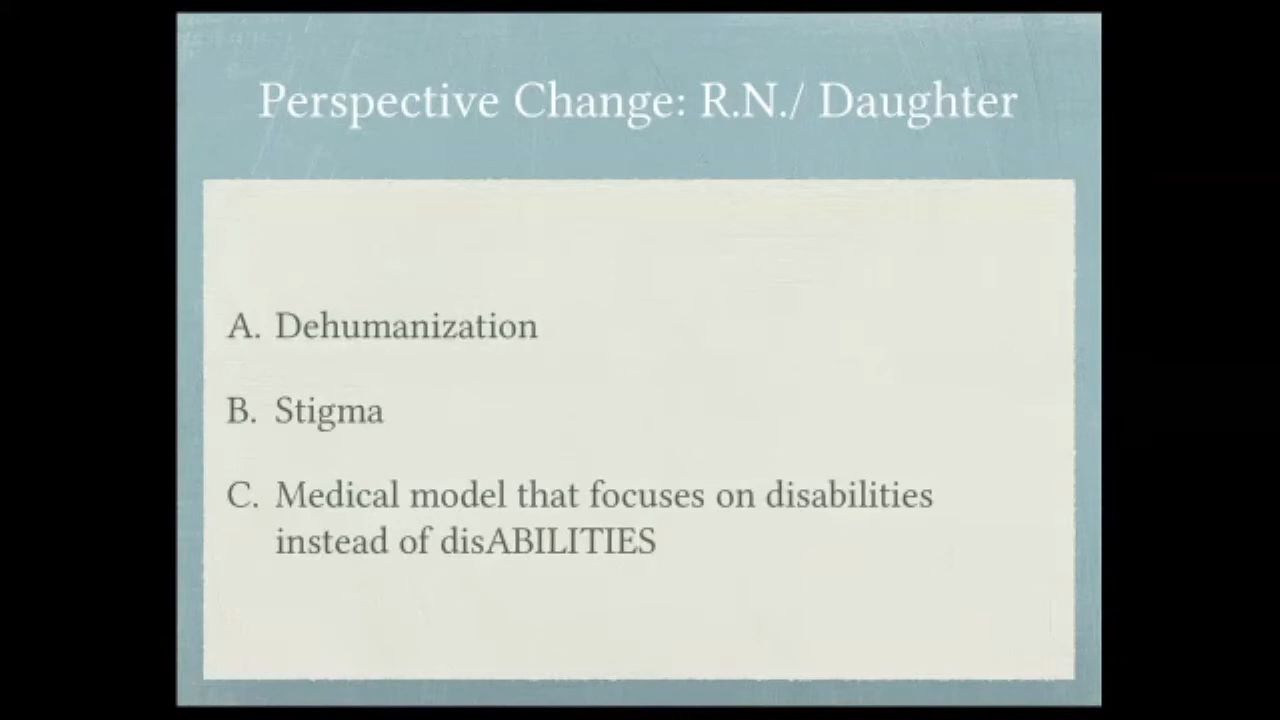 Perspective Change: R.N./ Daughter
A. Dehumanization
B. Stigma
C. Medical model that focuses on disabilities
instead of disABILITIES